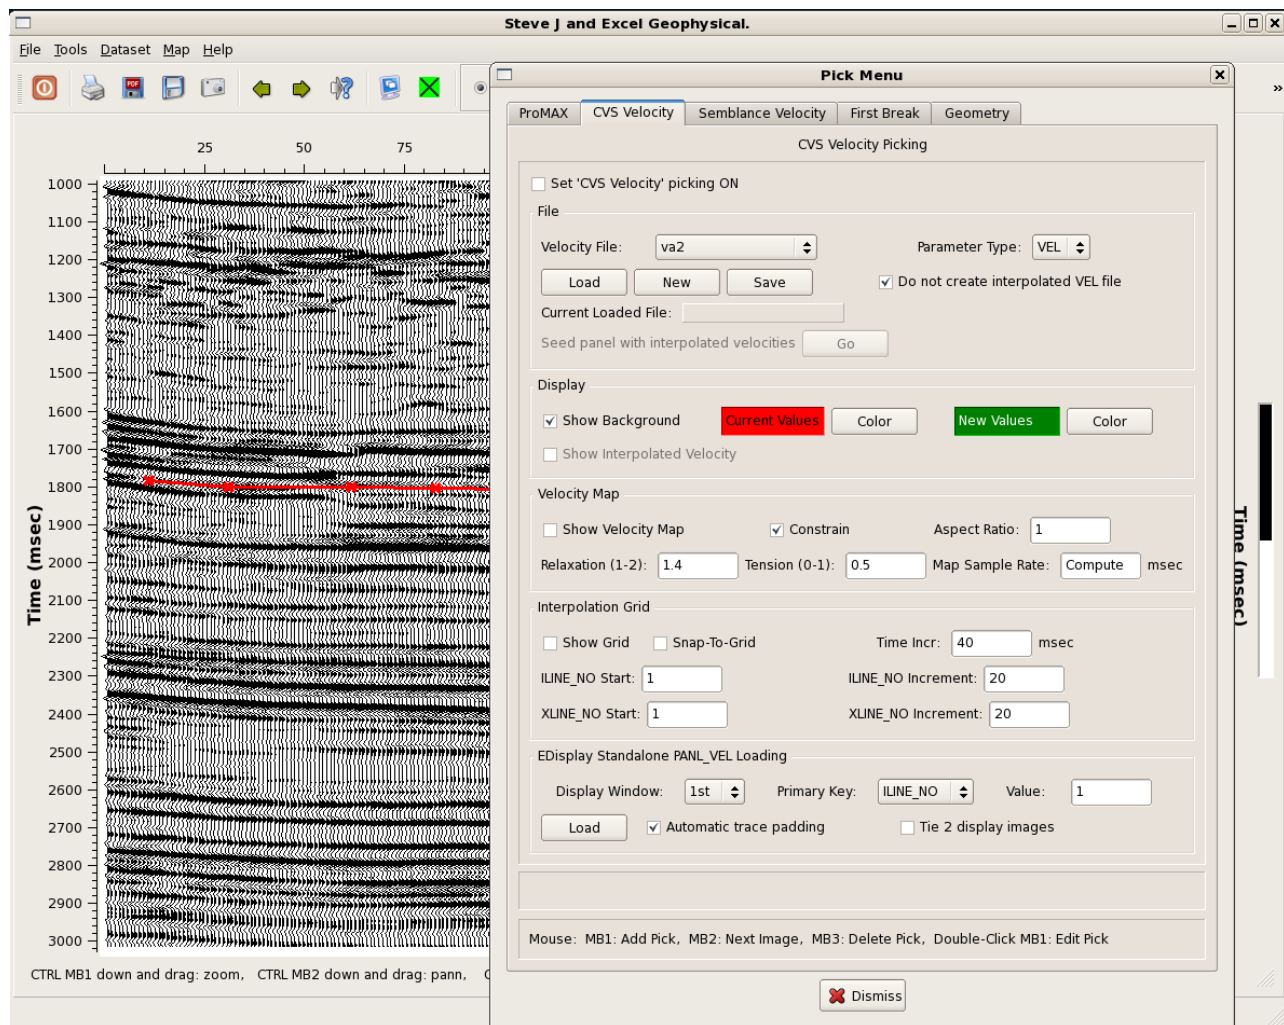 Steve J and Excel Geophysical.
File Tools Dataset Map Help
PDF
»
Pick Menu
ProMAX CVS Velocity Semblance Velocity First Break Geometry
CVS Velocity Picking
Set 'CVS Velocity' picking ON
File
Velocity File: va2 Parameter Type: VEL
Load New Save Do not create interpolated VEL file
Current Loaded File:
Seed panel with interpolated velocities Go
Display
Show Background Current Values Color New Values Color
Show Interpolated Velocity
Velocity Map
Show Velocity Map Constrain Aspect Ratio: 1
Relaxation (1-2): 1.4 Tension (0-1): 0.5 Map Sample Rate: Compute msec
Interpolation Grid
Show Grid Snap-To-Grid Time Incr: 40 msec
ILINE_NO Start: 1 ILINE_NO Increment: 20
XLINE_NO Start: 1 XLINE_NO Increment: 20
EDisplay Standalone PANL_VEL Loading
Display Window: 1st Primary Key: ILINE_NO Value: 1
Load Automatic trace padding Tie 2 display images
Mouse: MB1: Add Pick, MB2: Next Image, MB3: Delete Pick, Double-Click MB1: Edit Pick
Dismiss
25 50 75
1000
1100
1200
1300
1400
1500
1600
1700
1800
1900
2000
2100
2200
2300
2400
2500
2600
2700
2800
2900
3000
Time (msec)
Time (msec)
CTRL MB1 down and drag: zoom, CTRL MB2 down and drag: pann,